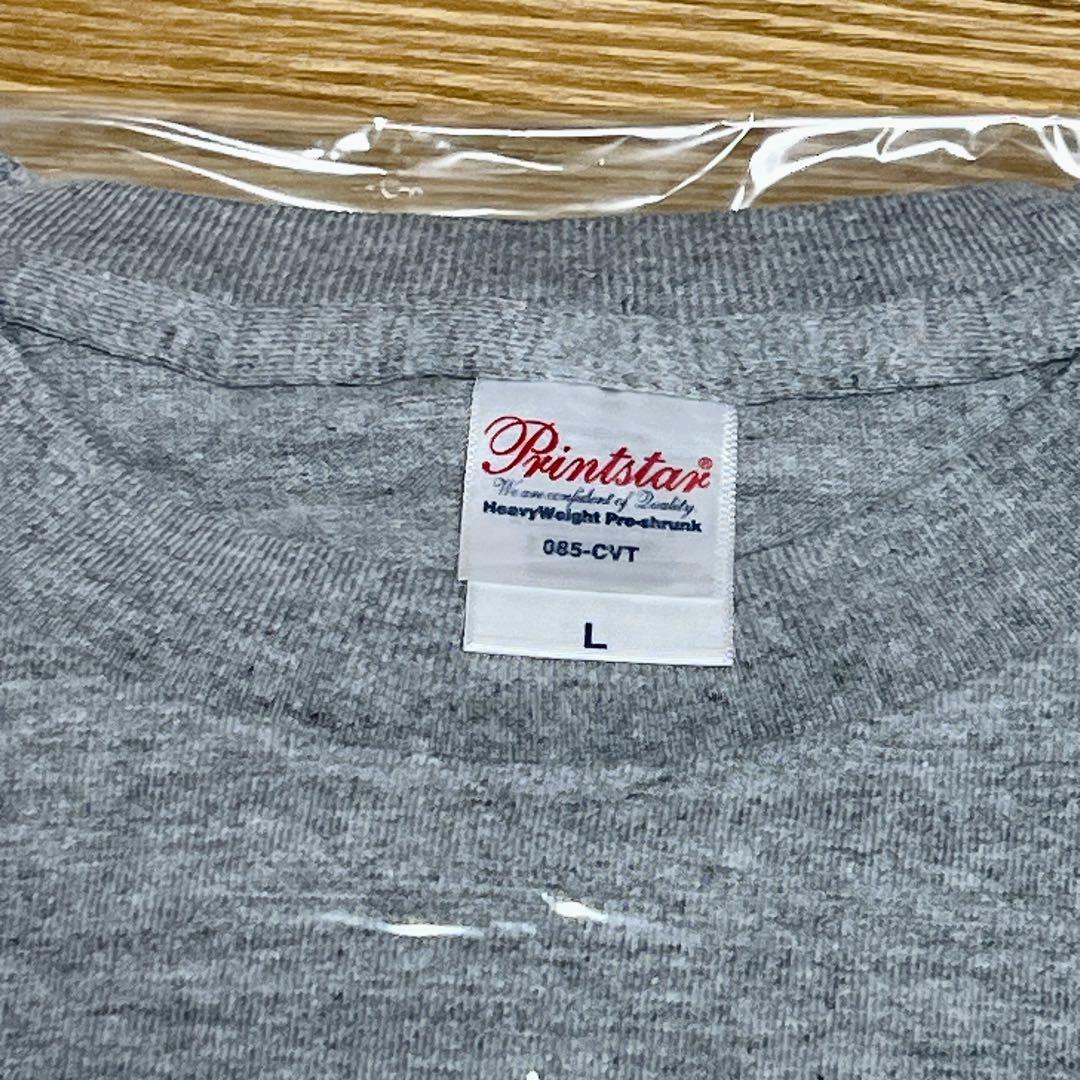 Printstar®
We are confident of Quality.
HeavyWeight Pre-shrunk
085-CVT
L